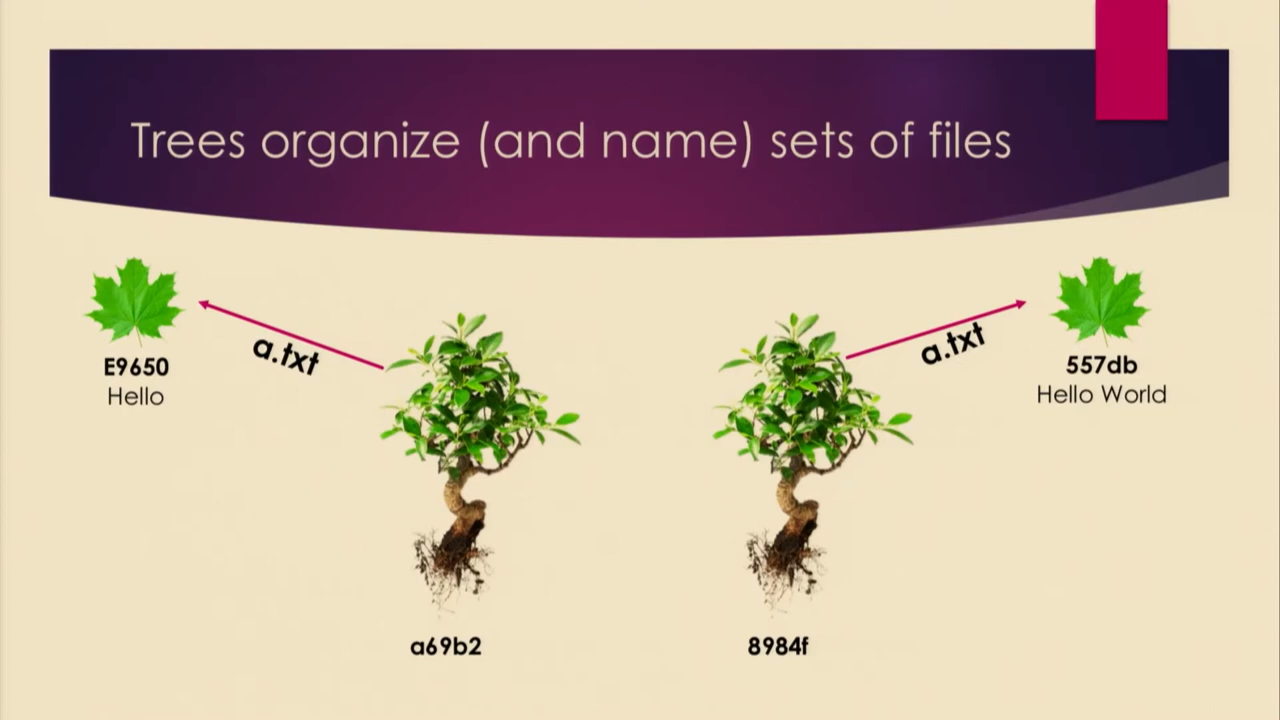 Trees organize (and name) sets of files
a.txt
a.txt
E9650
Hello
557db
Hello World
a69b2
8984f